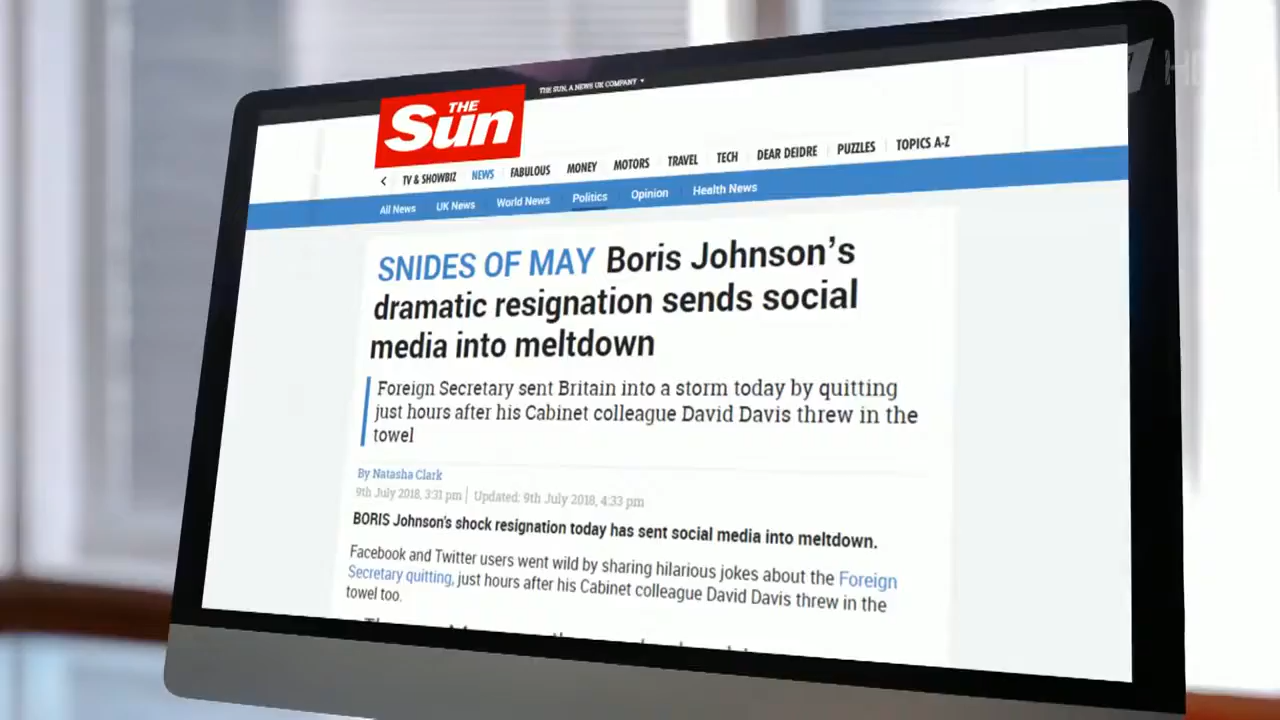 THE SUN, A NEWS UK COMPANY
THE Sun
TV & SHOWBIZ NEWS FABULOUS MONEY MOTORS TRAVEL TECH DEAR DEIDRE PUZZLES TOPICS A-Z
All News UK News World News Politics Opinion Health News
SNIDES OF MAY Boris Johnson's
dramatic resignation sends social
media into meltdown
Foreign Secretary sent Britain into a storm today by quitting
just hours after his Cabinet colleague David Davis threw in the
towel
By Natasha Clark
9th July 2018, 3:31 pm | Updated: 9th July 2018, 4:33 pm
BORIS Johnson's shock resignation today has sent social media into meltdown.
Facebook and Twitter users went wild by sharing hilarious jokes about the Foreign
Secretary quitting, just hours after his Cabinet colleague David Davis threw in the
towel too.